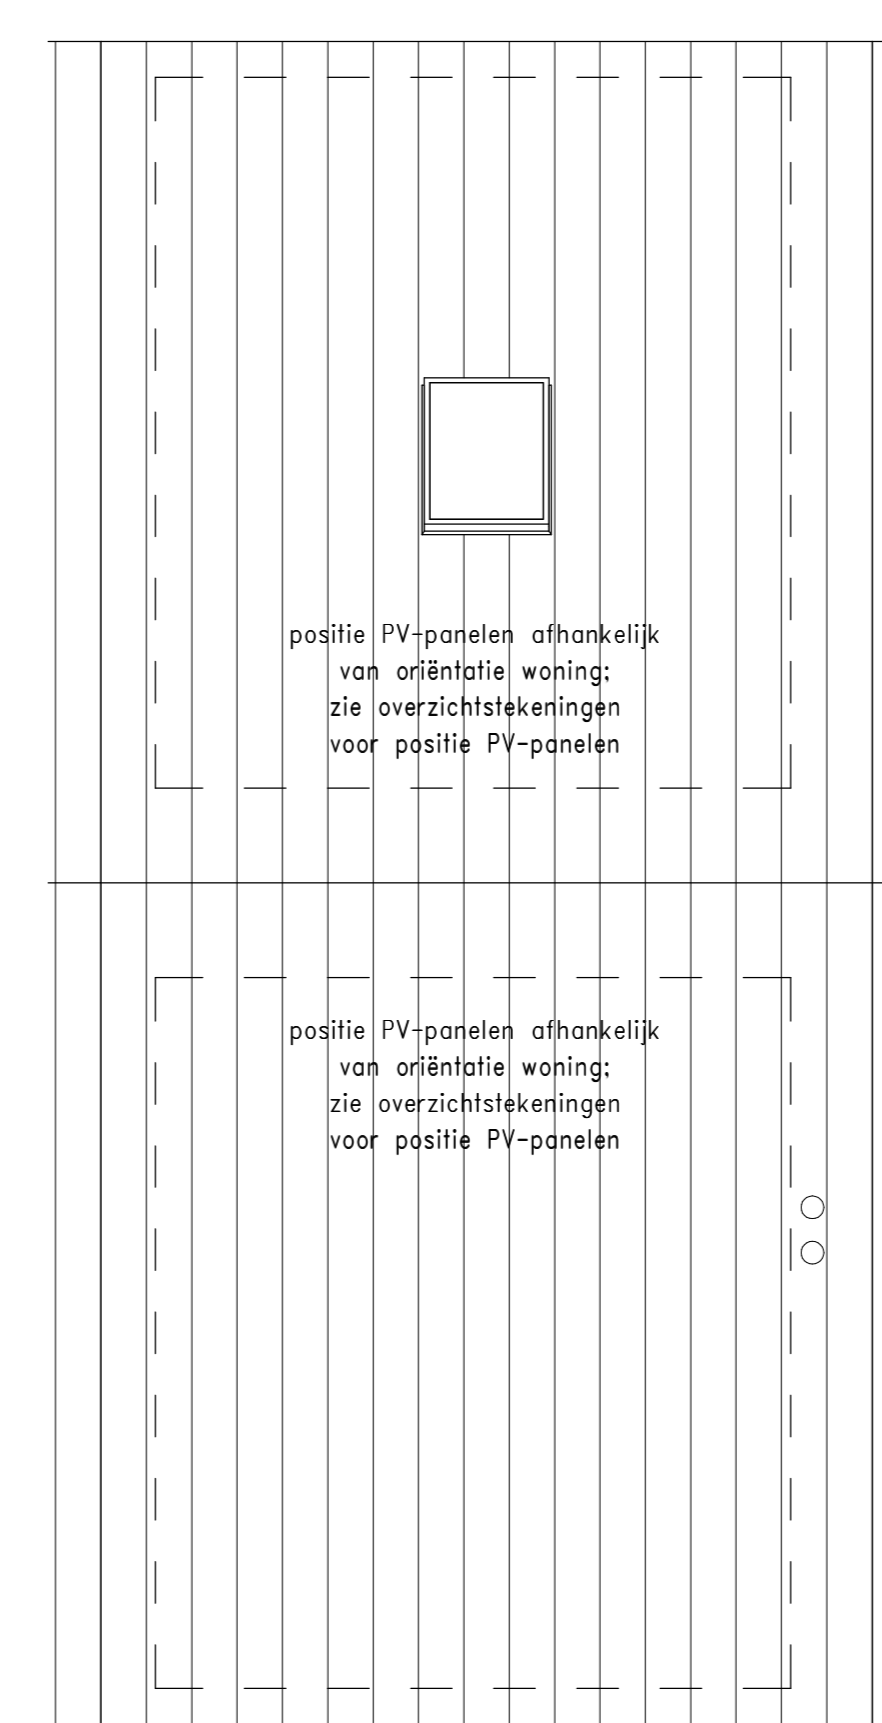 positie PV-panelen afhankelijk
van oriëntatie woning;
zie overzichtstekeningen
voor positie PV-panelen
positie PV-panelen afhankelijk
van oriëntatie woning;
zie overzichtstekeningen
voor positie PV-panelen